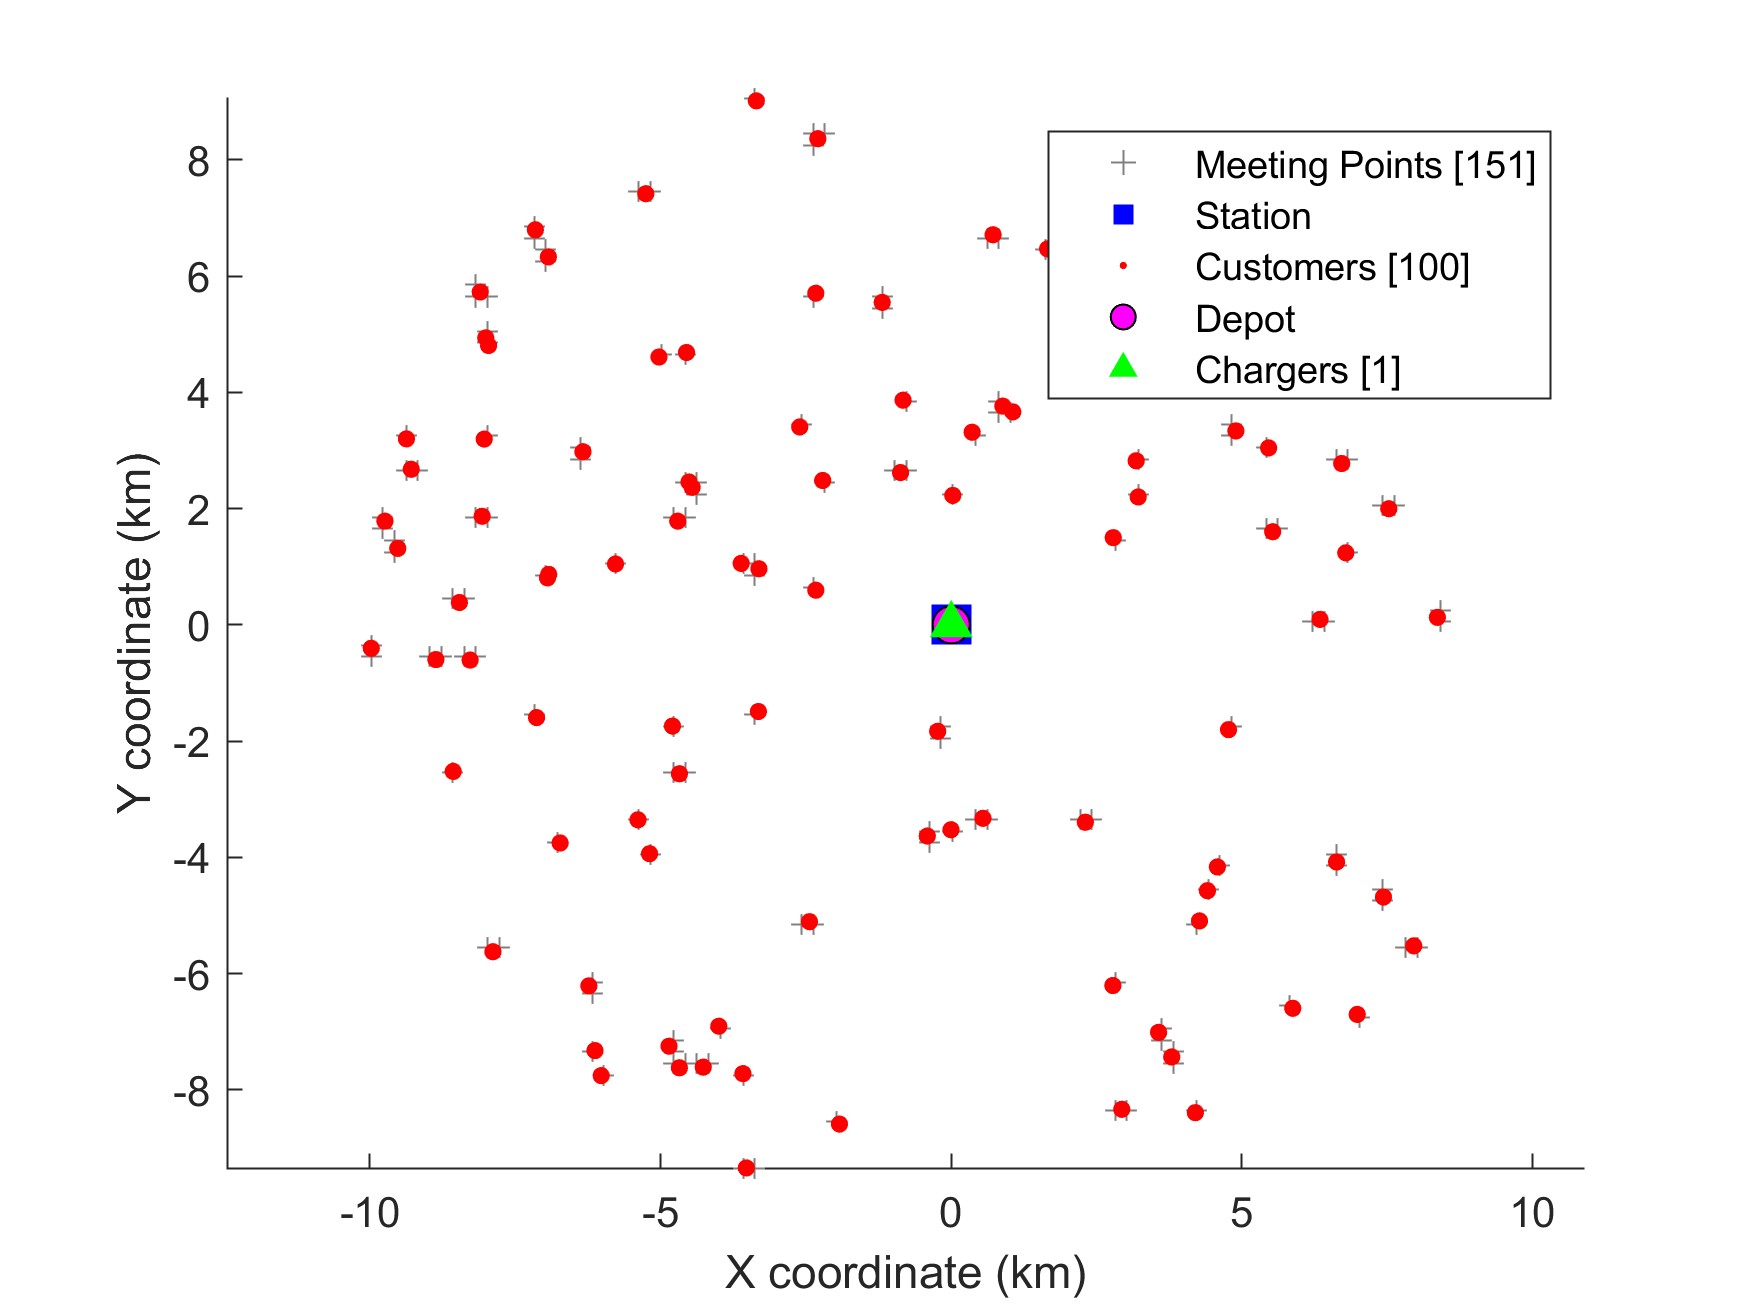 Meeting Points [151]
Station
Customers [100]
Depot
Chargers [1]
8
6
4
2
0
-2
-4
-6
-8
Y coordinate (km)
-10 -5 0 5 10
X coordinate (km)